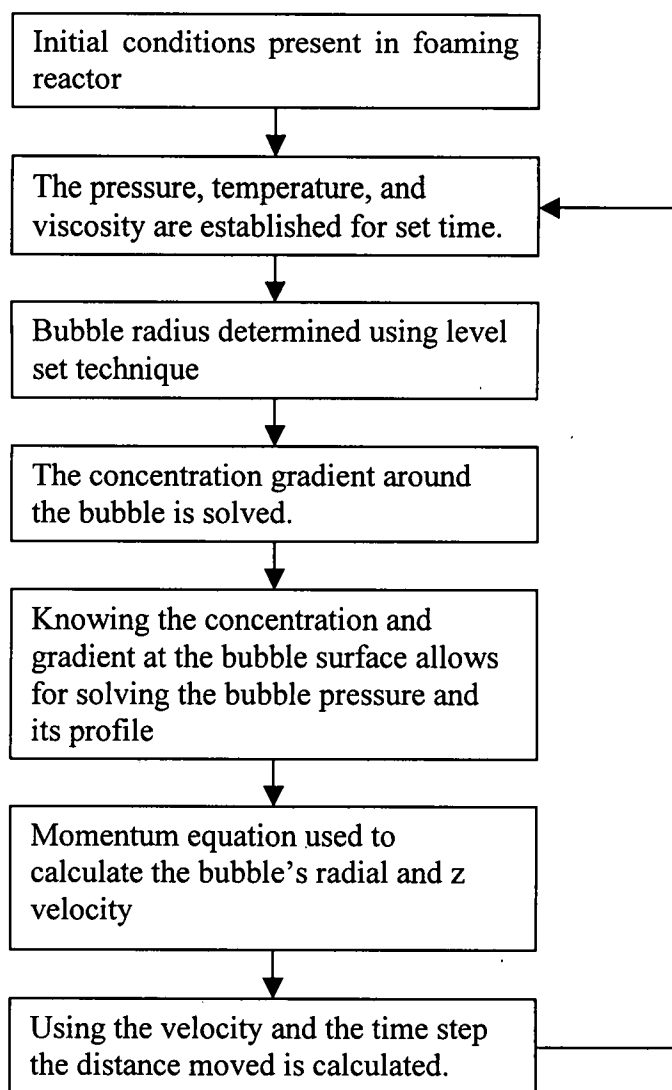 Initial conditions present in foaming
reactor
The pressure, temperature, and
viscosity are established for set time.
Bubble radius determined using level
set technique
The concentration gradient around
the bubble is solved.
Knowing the concentration and
gradient at the bubble surface allows
for solving the bubble pressure and
its profile
Momentum equation used to
calculate the bubble's radial and z
velocity
Using the velocity and the time step
the distance moved is calculated.